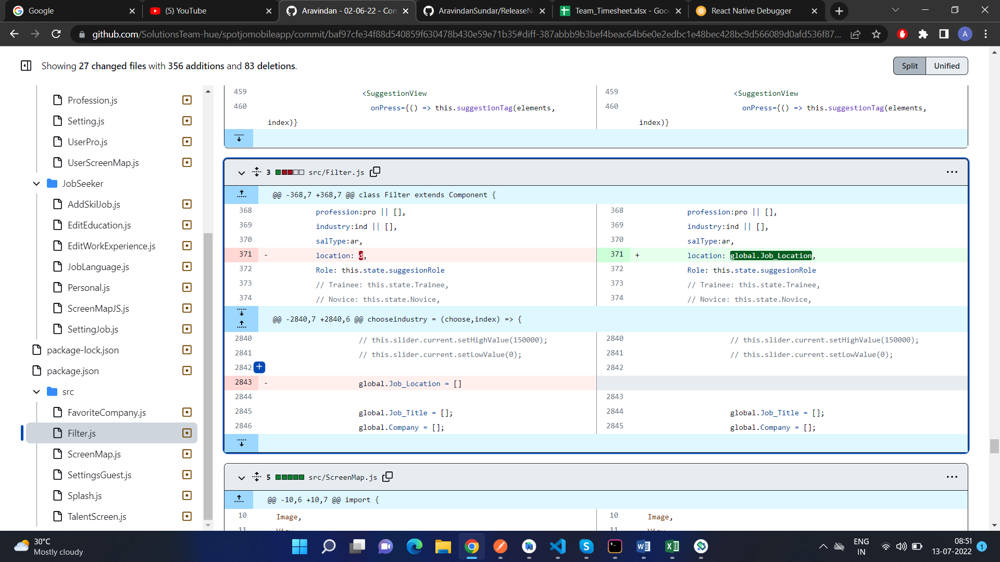 Google
(5) YouTube
Aravindan - 02-06-22 - Com
AravindanSundar/ReleaseNo
Team_Timesheet.xlsx - Goo
React Native Debugger
github.com/SolutionsTeam-hue/spotjomobileapp/commit/baf97cfe34f88d540859f630478b430e59e71b35#diff-387abbb9b3bef4beac64b6e0e2edbc1e48bec428bc9d566089d0afd536f87...
A
Showing 27 changed files with 356 additions and 83 deletions.
Split
Unified
Profession.js
Setting.js
UserPro.js
UserScreenMap.js
JobSeeker
AddSkilJob.js
EditEducation.js
EditWorkExperience.js
JobLanguage.js
Personal.js
ScreenMapJS.js
SettingJob.js
package-lock.json
package.json
src
FavoriteCompany.js
Filter.js
ScreenMap.js
SettingsGuest.js
Splash.js
TalentScreen.js
459 <SuggestionView 459 <SuggestionView
460 onPress={() => this.suggestionTag(elements, 460 onPress={() => this.suggestionTag(elements,
index)} index)}
3 src/Filter.js
@@ -368,7 +368,7 @@ class Filter extends Component {
368 profession:pro || [], 368 profession:pro || [],
369 industry:ind || [], 369 industry:ind || [],
370 salType:ar, 370 salType:ar,
371 - location: d, 371 + location: global.Job_Location,
372 Role: this.state.suggesionRole 372 Role: this.state.suggesionRole
373 // Trainee: this.state.Trainee, 373 // Trainee: this.state.Trainee,
374 // Novice: this.state.Novice, 374 // Novice: this.state.Novice,
@@ -2840,7 +2840,6 @@ chooseindustry = (choose,index) => {
2840 // this.slider.current.setHighValue(150000); 2840 // this.slider.current.setHighValue(150000);
2841 // this.slider.current.setLowValue(0); 2841 // this.slider.current.setLowValue(0);
2842 2842
2843 - global.Job_Location = []
2844 2843
2845 global.Job_Title = []; 2844 global.Job_Title = [];
2846 global.Company = []; 2845 global.Company = [];
5 src/ScreenMap.js
@@ -10,6 +10,7 @@ import {
10 Image, 10 Image,
11 View, 11 View,
30°C
Mostly cloudy
ENG
IN
08:51
13-07-2022
1